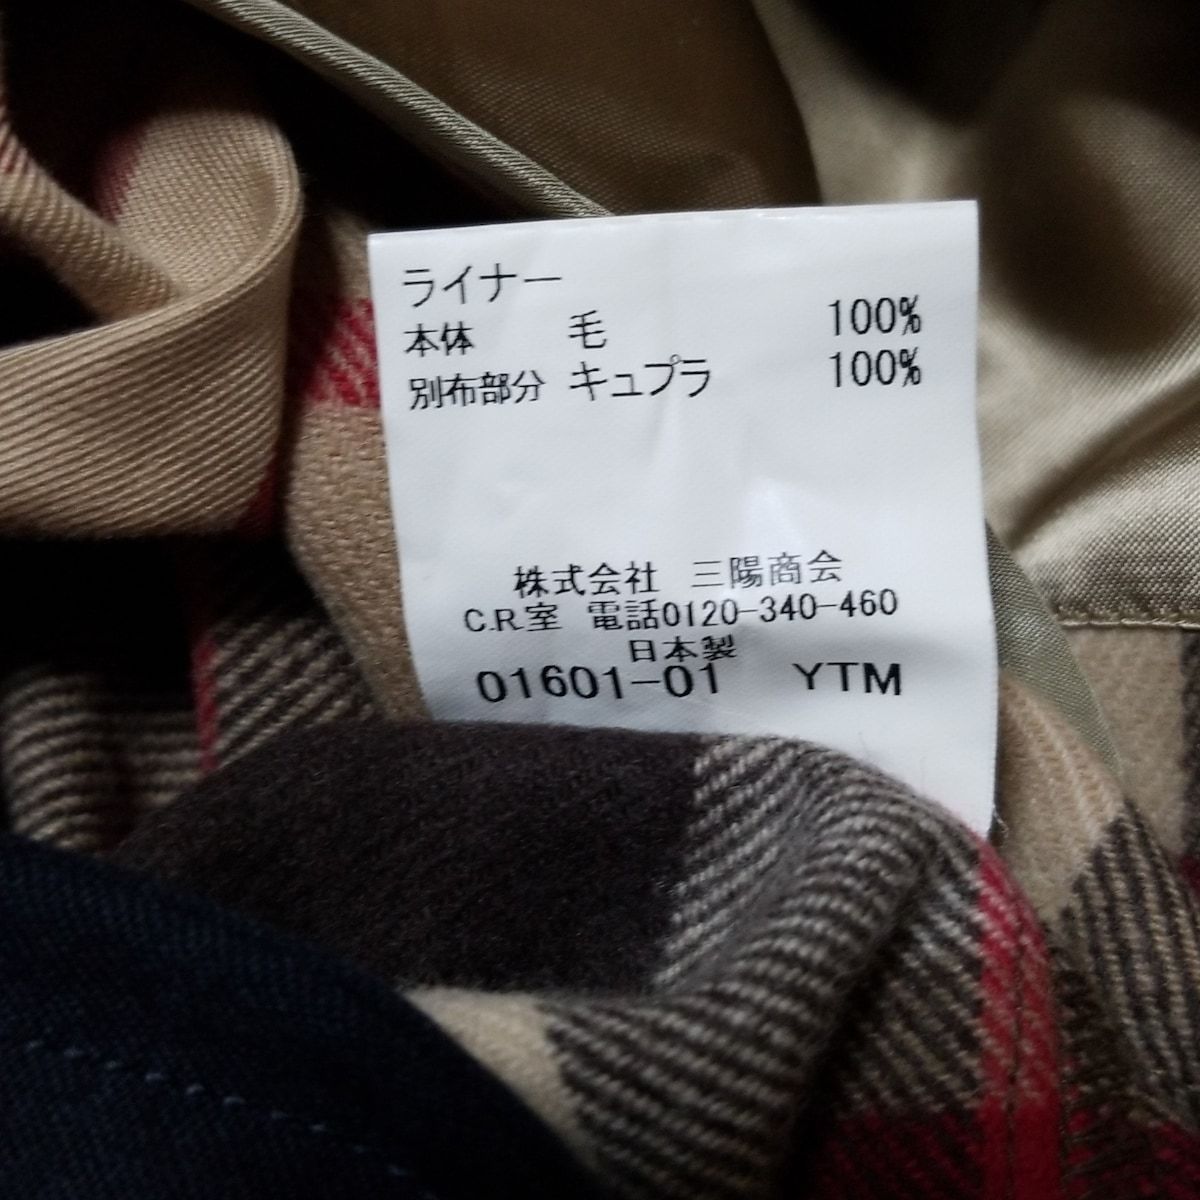 ライナー
本体 毛 100%
別布部分 キュプラ 100%
株式会社 三陽商会
C.R.室 電話0120-340-460
日本製
01601-01 YTM